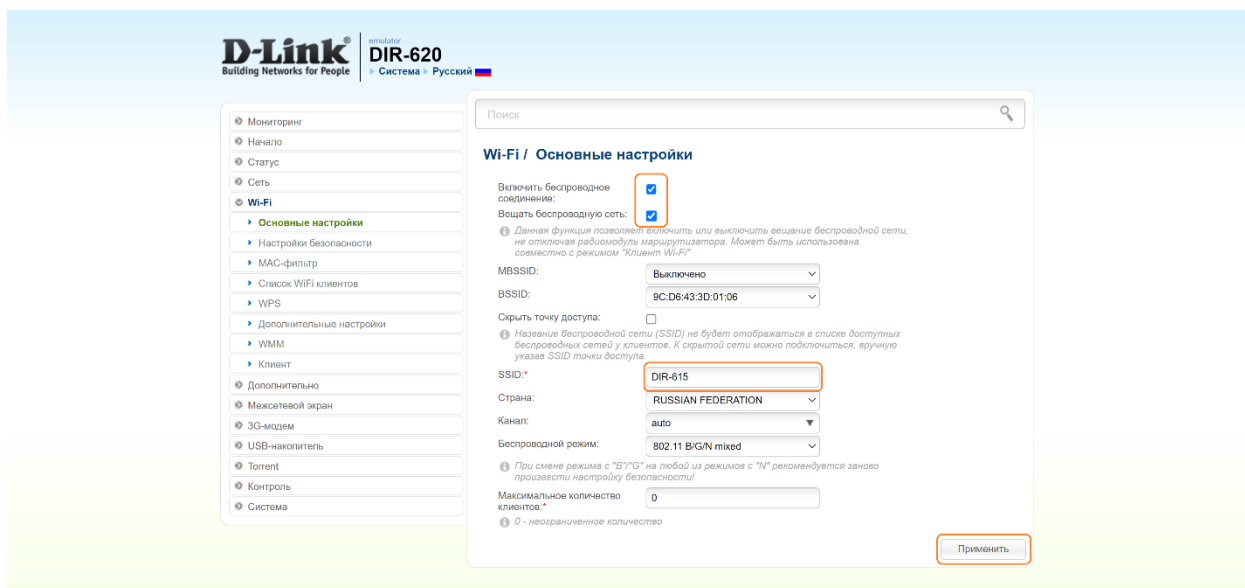 D-Link®
Building Networks for People
emulator
DIR-620
Система Русский
Мониторинг
Начало
Статус
Сеть
Wi-Fi
Основные настройки
Настройки безопасности
MAC-фильтр
Список WiFi клиентов
WPS
Дополнительные настройки
WMM
Клиент
Дополнительно
Межсетевой экран
3G-модем
USB-накопитель
Torrent
Контроль
Система
Поиск
Wi-Fi / Основные настройки
Включить беспроводное
соединение:
Вещать беспроводную сеть:
Данная функция позволяет включить или выключить вещание беспроводной сети,
не отключая радиомодуль маршрутизатора. Может быть использована
совместно с режимом "Клиент Wi-Fi"
MBSSID: Выключено
BSSID: 9C:D6:43:3D:01:06
Скрыть точку доступа:
Название беспроводной сети (SSID) не будет отображаться в списке доступных
беспроводных сетей у клиентов. К скрытой сети можно подключиться, вручную
указав SSID точки доступа.
SSID:* DIR-615
Страна: RUSSIAN FEDERATION
Канал: auto
Беспроводной режим: 802.11 B/G/N mixed
При смене режима с "B"/"G" на любой из режимов с "N" рекомендуется заново
произвести настройку безопасности!
Максимальное количество
клиентов:* 0
0 - неограниченное количество
Применить